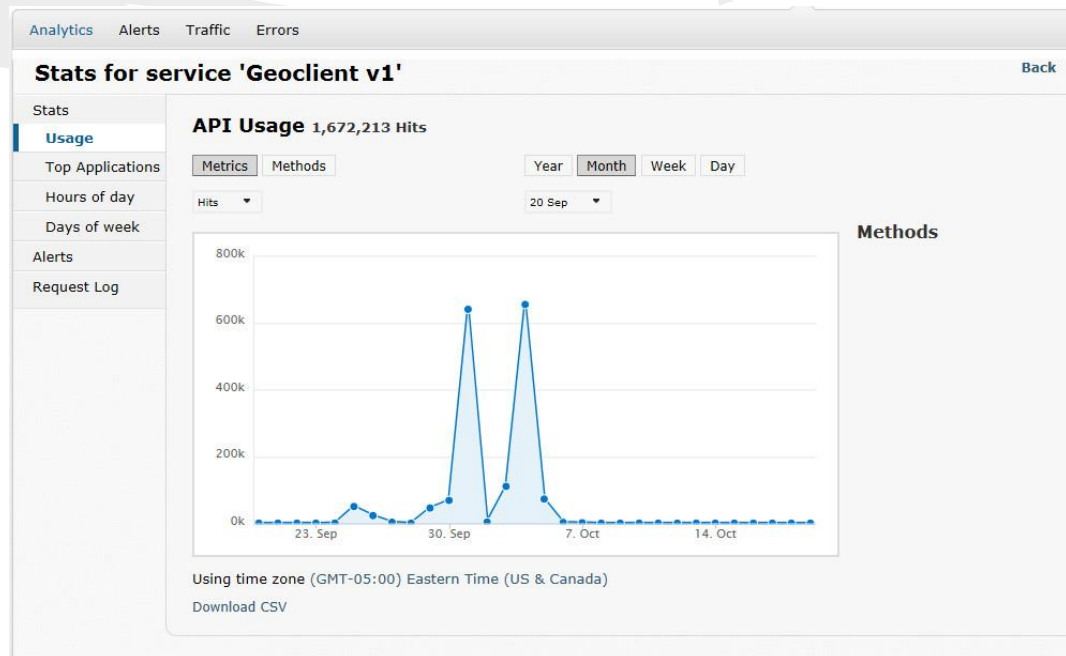 Analytics Alerts Traffic Errors
Stats for service 'Geoclient v1'
Back
Stats
Usage
Top Applications
Hours of day
Days of week
Alerts
Request Log
API Usage 1,672,213 Hits
Metrics Methods
Year Month Week Day
Hits
20 Sep
Methods
800k
600k
400k
200k
0k
23. Sep 30. Sep 7. Oct 14. Oct
Using time zone (GMT-05:00) Eastern Time (US & Canada)
Download CSV